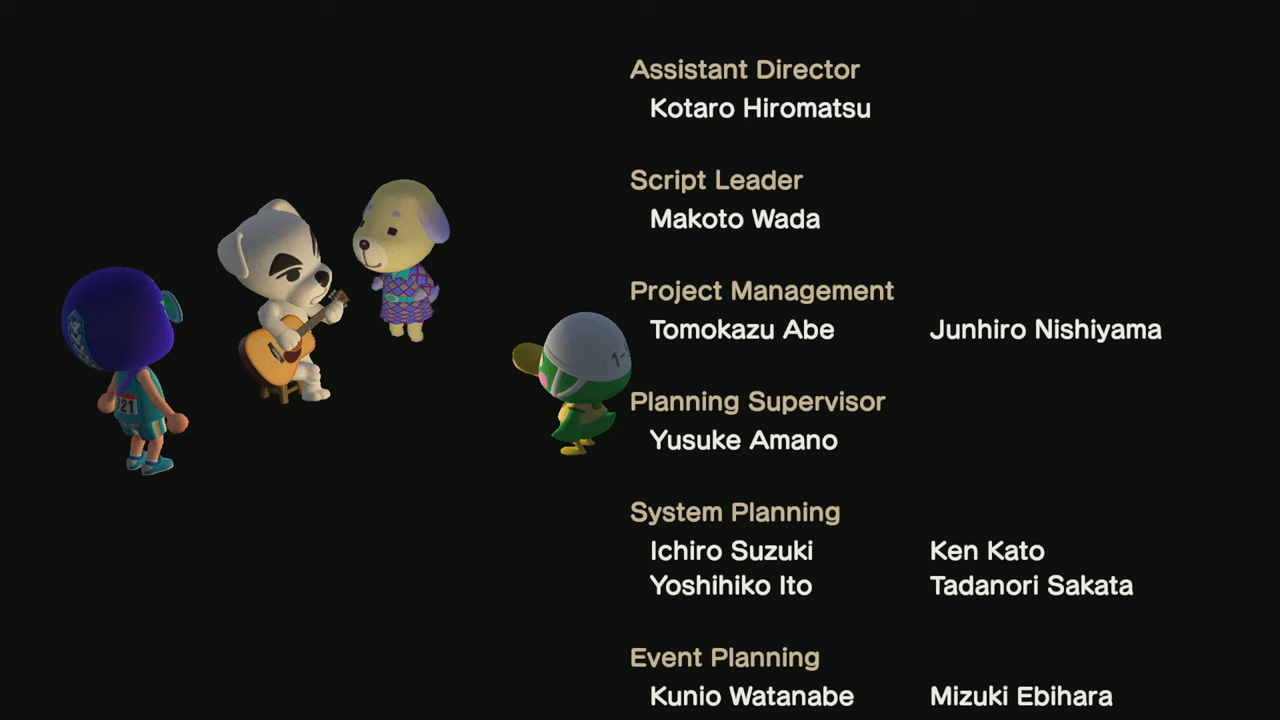 Assistant Director
Kotaro Hiromatsu
Script Leader
Makoto Wada
Project Management
Tomokazu Abe Junhiro Nishiyama
Planning Supervisor
Yusuke Amano
System Planning
Ichiro Suzuki Ken Kato
Yoshihiko Ito Tadanori Sakata
Event Planning
Kunio Watanabe Mizuki Ebihara